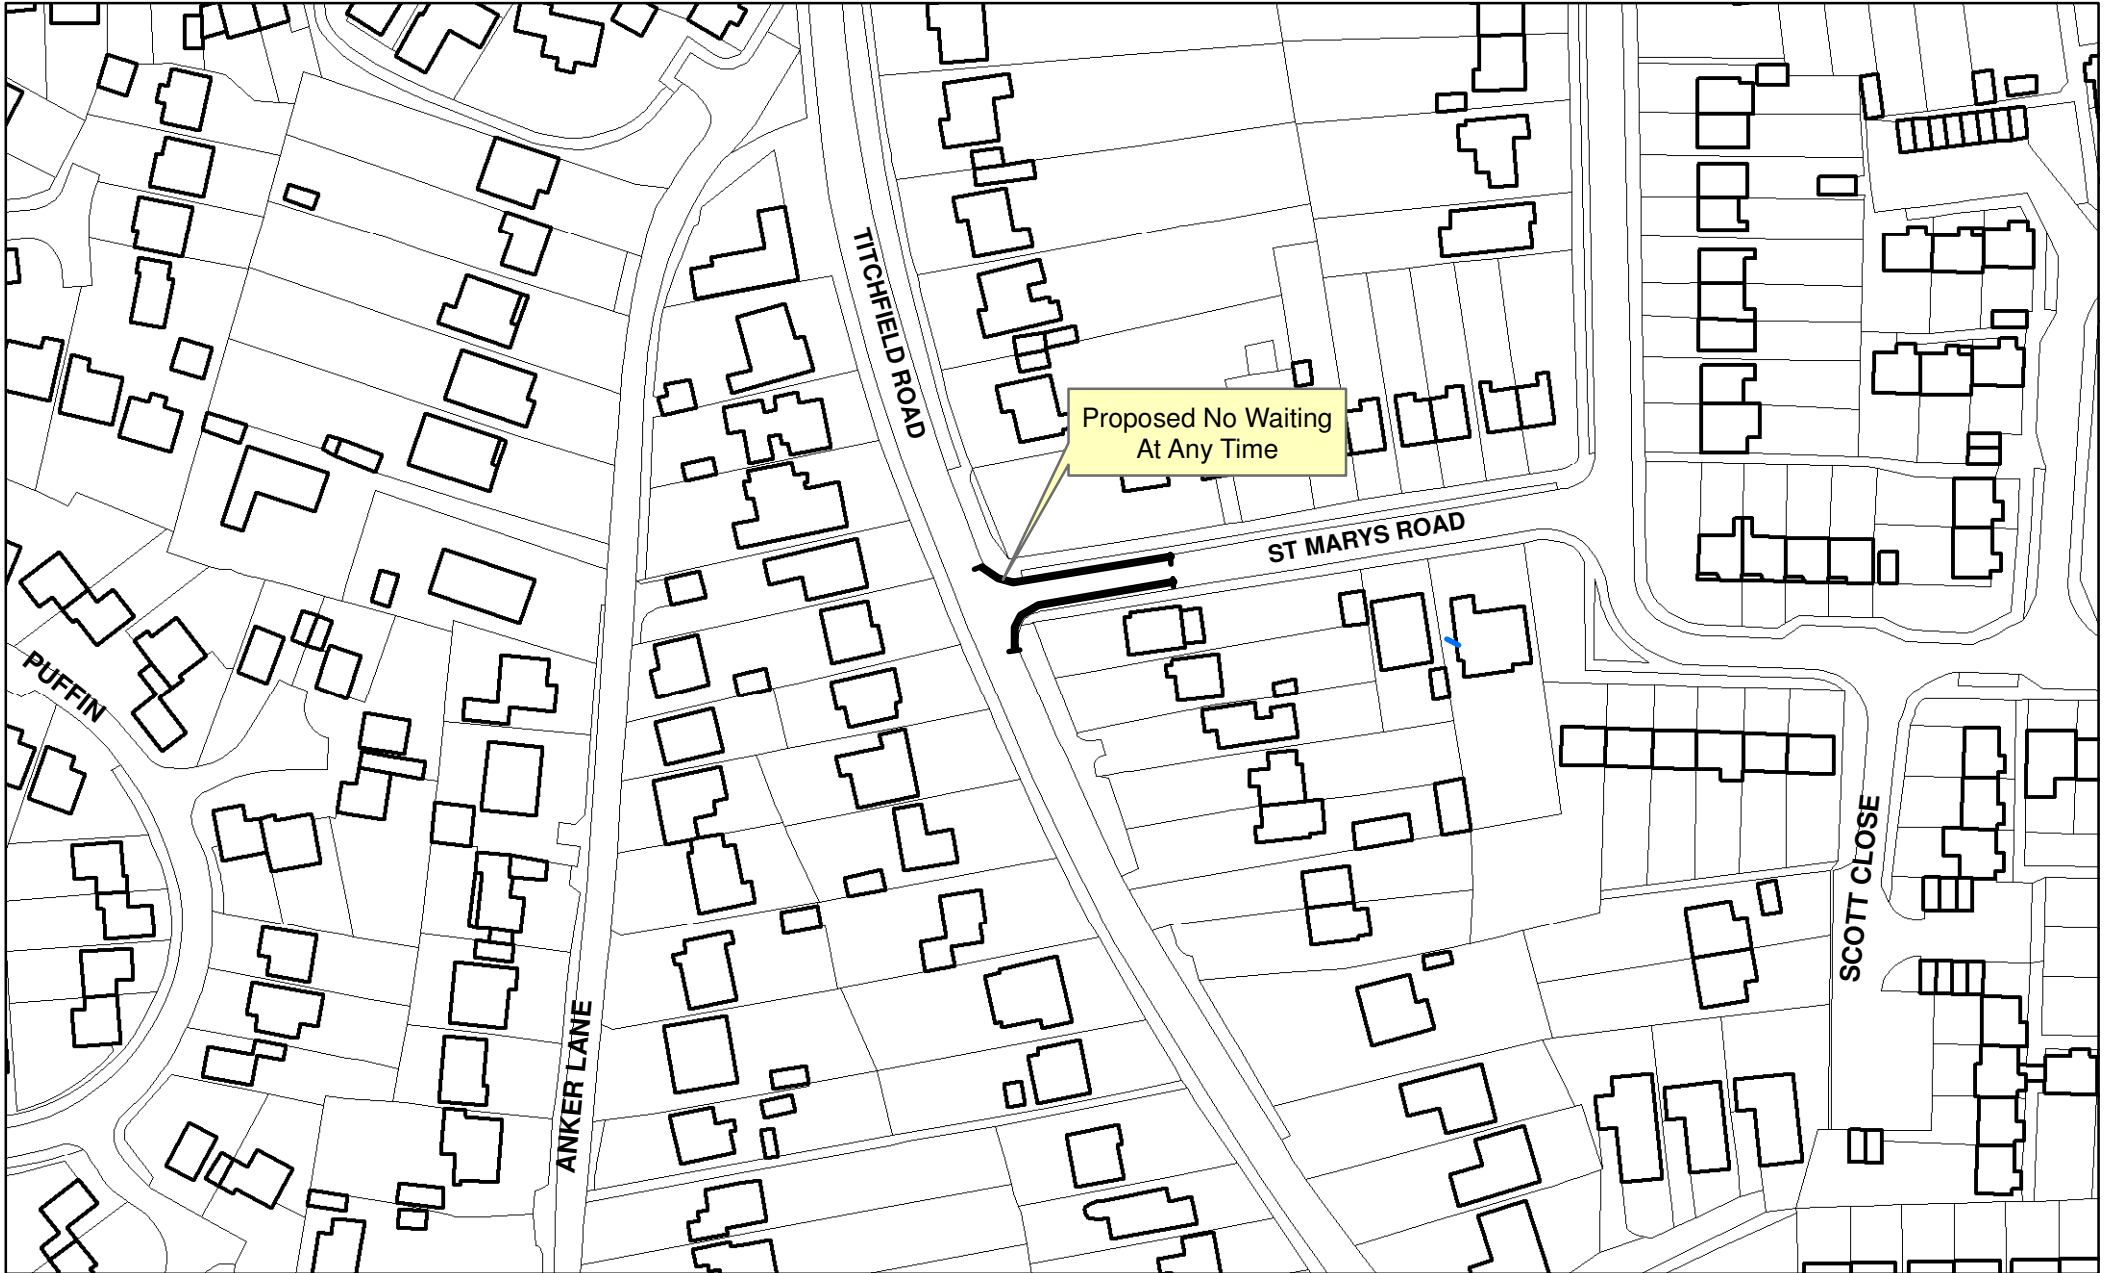 TITCHFIELD ROAD
Proposed No Waiting
At Any Time
ST MARYS ROAD
PUFFIN
SCOTT CLOSE
ANKER LANE